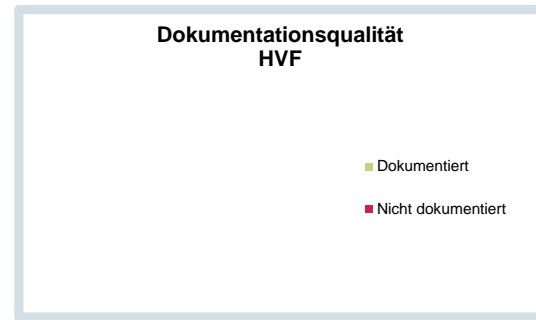 Dokumentationsqualität
HVF
Dokumentiert
Nicht dokumentiert